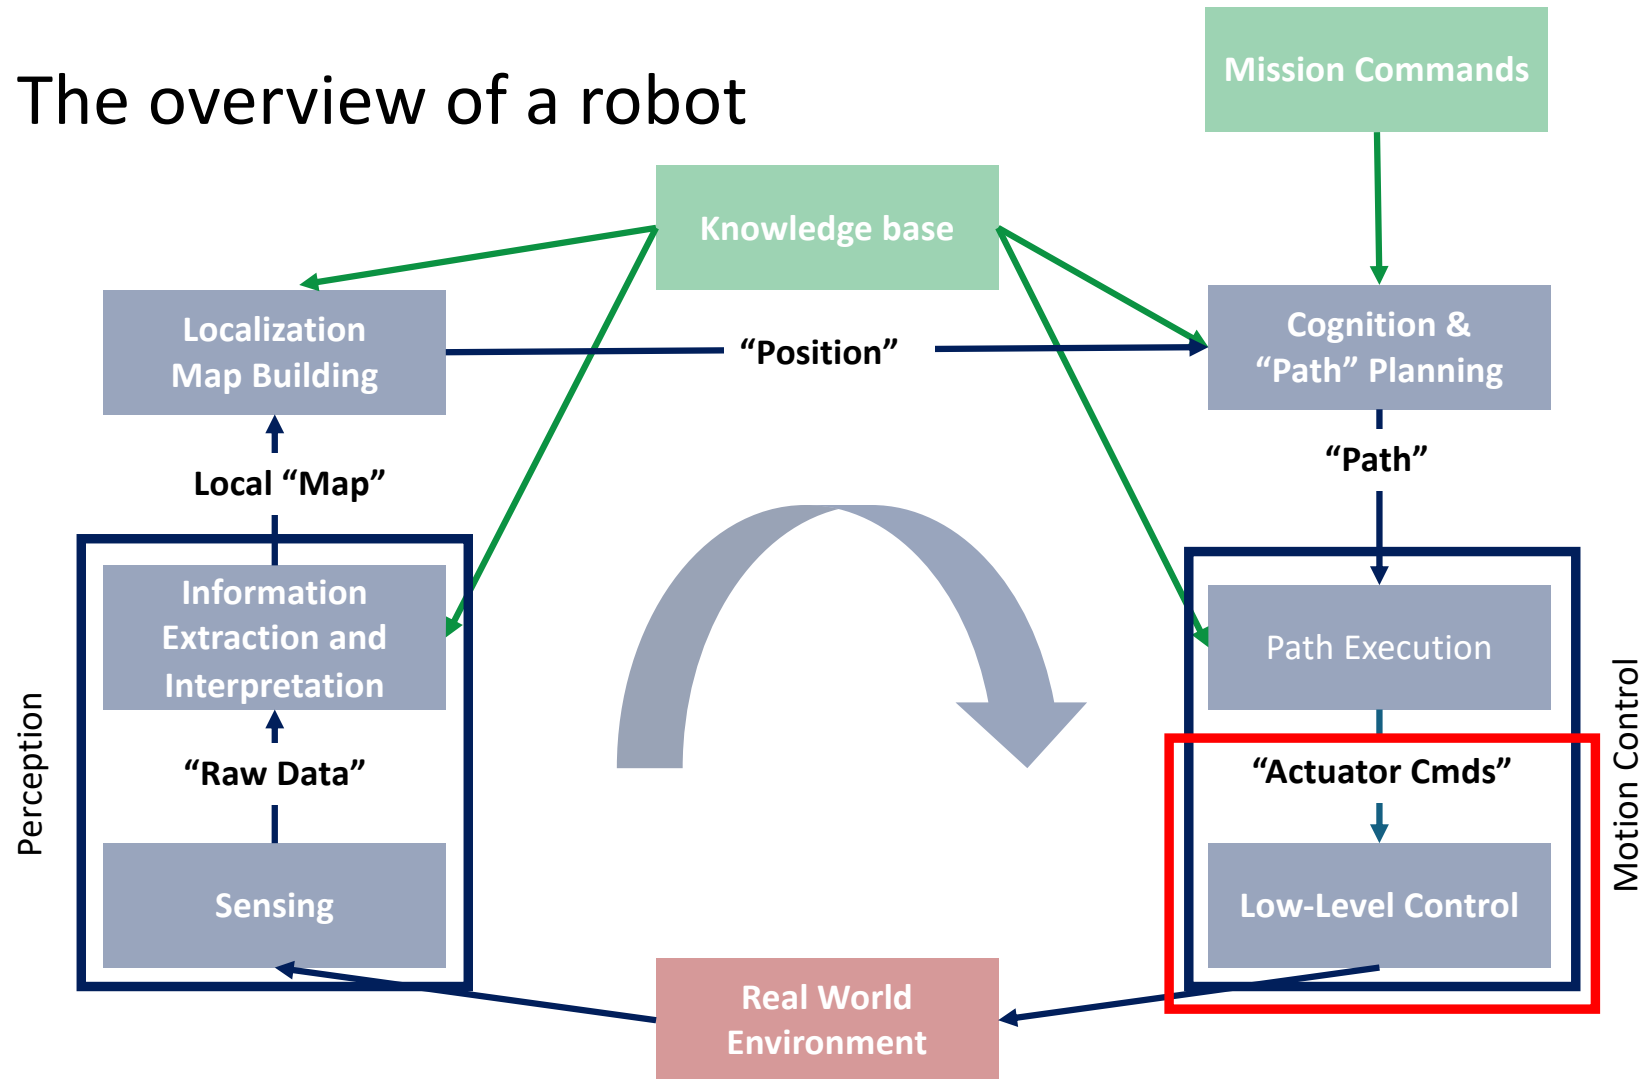 The overview of a robot
Mission Commands
Knowledge base
Localization
Map Building
“Position”
Cognition &
“Path” Planning
Local “Map”
“Path”
Information
Extraction and
Interpretation
Path Execution
Perception
“Raw Data”
“Actuator Cmds”
Motion Control
Sensing
Low-Level Control
Real World
Environment